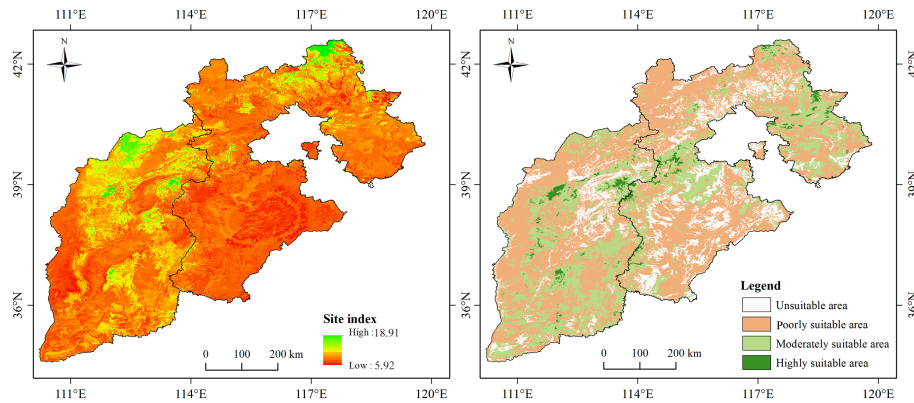 111°E 114°E 117°E 120°E
N
42°N
39°N
36°N
Site index
High : 18.91
Low : 5.92
0 100 200 km
111°E 114°E 117°E 120°E
111°E 114°E 117°E 120°E
N
42°N
39°N
36°N
Legend
Unsuitable area
Poorly suitable area
Moderately suitable area
Highly suitable area
0 100 200 km
111°E 114°E 117°E 120°E